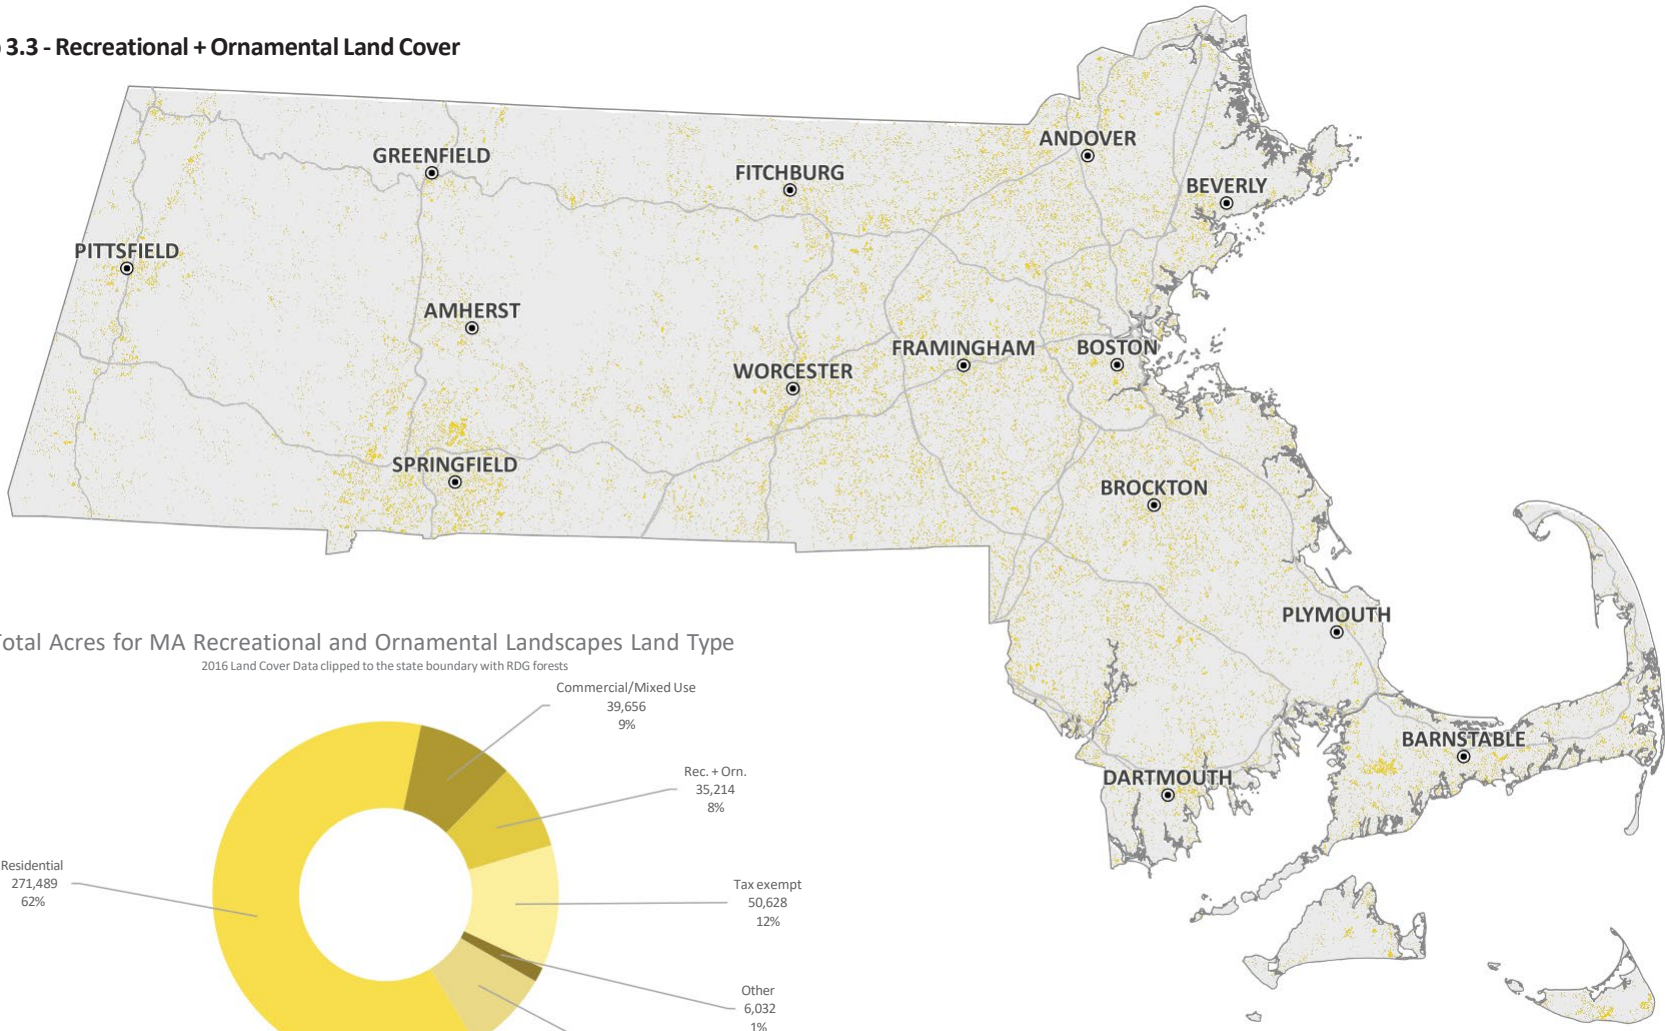 3.3 - Recreational + Ornamental Land Cover
ANDOVER
GREENFIELD
FITCHBURG
BEVERLY
PITTSFIELD
AMHERST
FRAMINGHAM
BOSTON
WORCESTER
SPRINGFIELD
BROCKTON
PLYMOUTH
BARNSTABLE
DARTMOUTH
Total Acres for MA Recreational and Ornamental Landscapes Land Type
2016 Land Cover Data clipped to the state boundary with RDG forests
Commercial/Mixed Use
39,656
9%
Rec. + Orn.
35,214
8%
Residential
271,489
62%
Tax exempt
50,628
12%
Other
6,032
1%